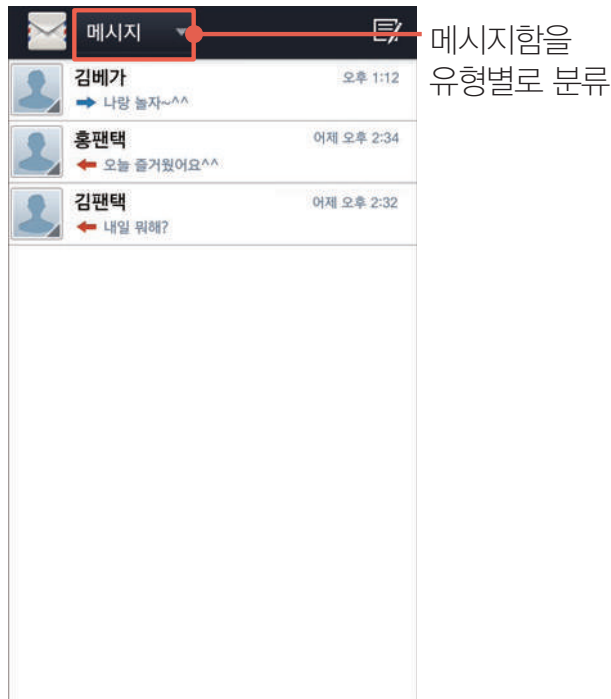 메시지
메시지함을
유형별로 분류
김베가 오후 1:12
나랑 놀자~^^
홍팬택 어제 오후 2:34
오늘 즐거웠어요^^
김팬택 어제 오후 2:32
내일 뭐해?